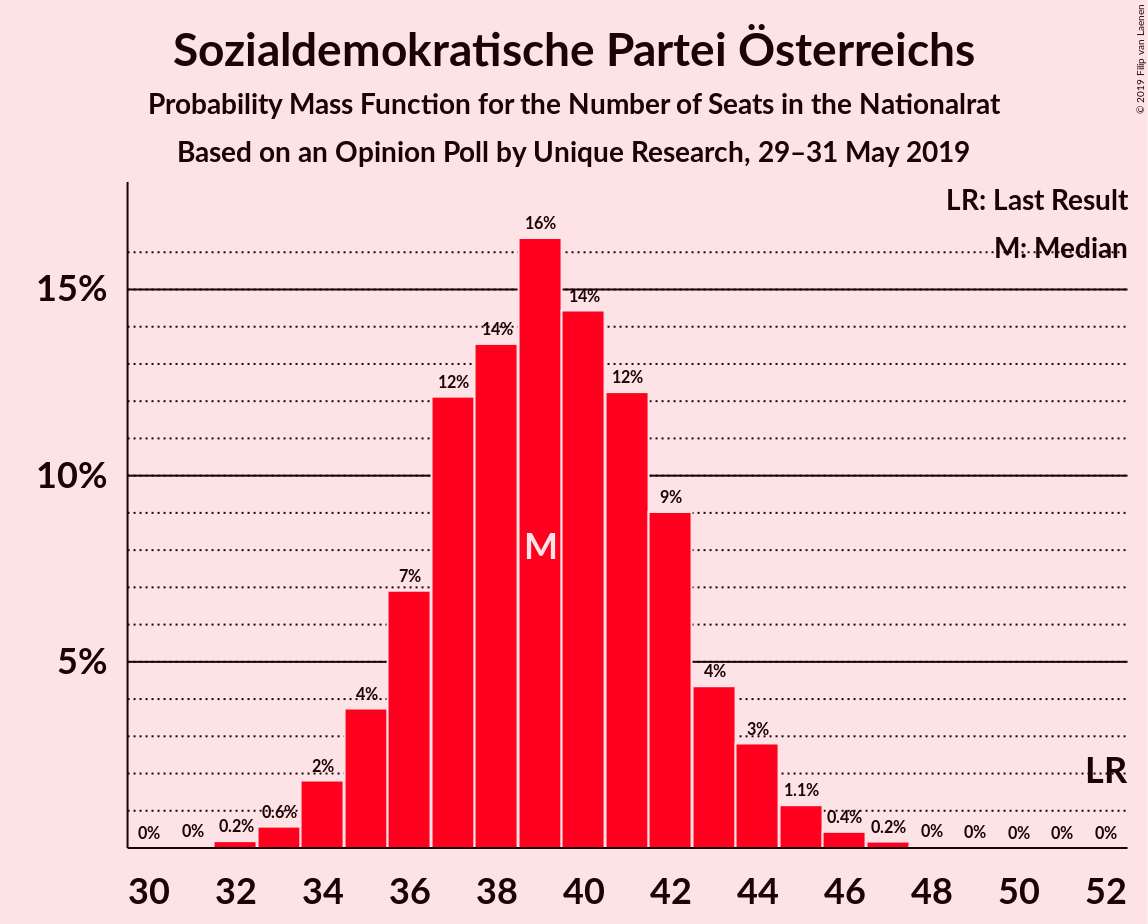 Sozialdemokratische Partei Österreichs
Probability Mass Function for the Number of Seats in the Nationalrat
Based on an Opinion Poll by Unique Research, 29–31 May 2019
© 2019 Filip van Laenen
LR: Last Result
M: Median
15%
10%
5%
0% 0% 0.2% 0.6% 2% 4% 7% 12% 14% 16% 14% 12% 9% 4% 3% 1.1% 0.4% 0.2% 0% 0% 0% 0% 0%
M
LR
30 32 34 36 38 40 42 44 46 48 50 52